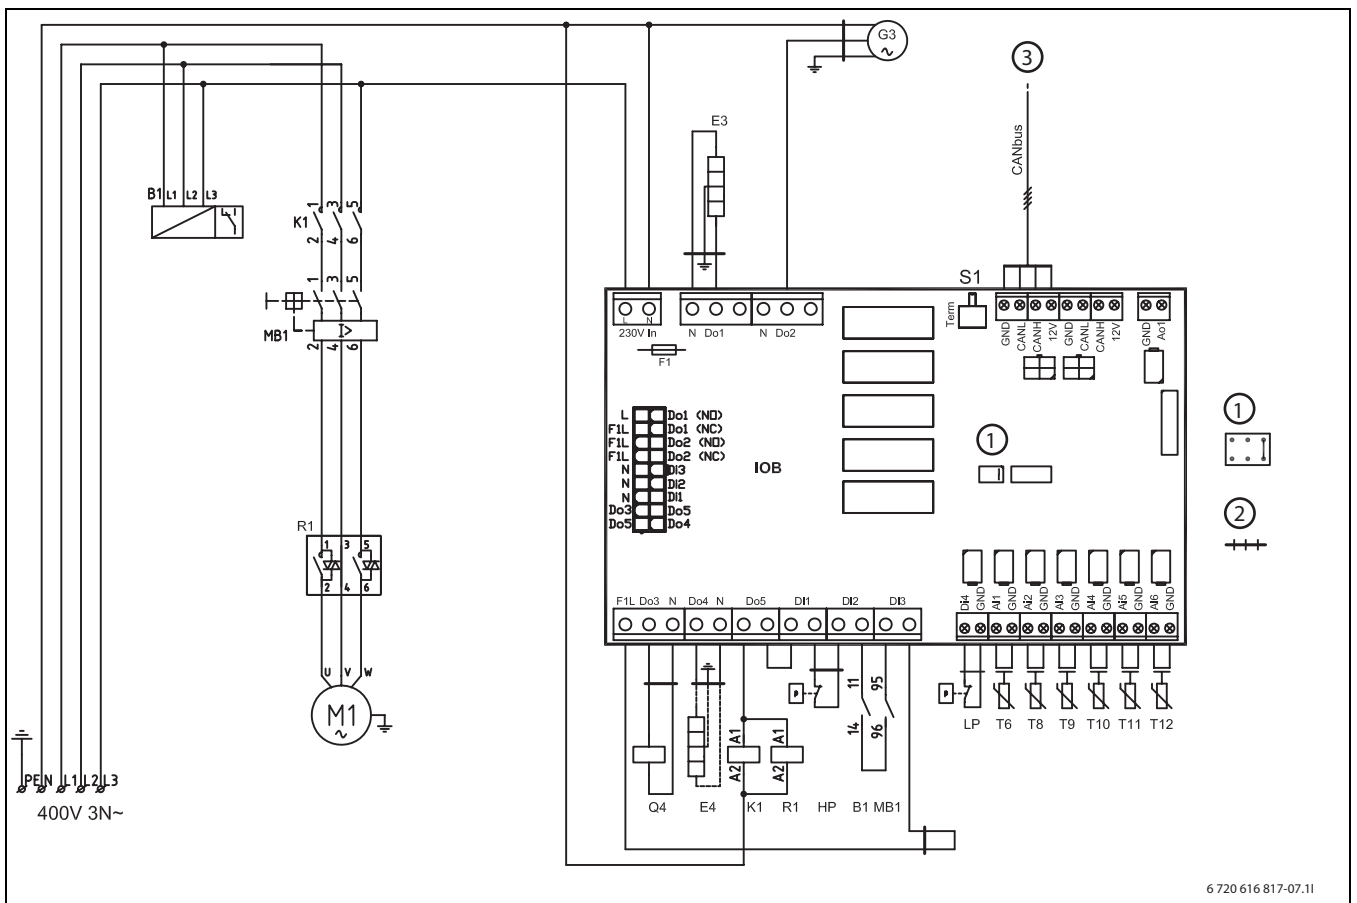 G3
3
E3
CANbus
B1 L1 L2 L3
K1
1 3 5
2 4 6
1 3 5
MB1
I>
2 4 6
S1
Term
L N
230V In
N Do1
N Do2
F1
GND
CANL
CANH
12V
GND
CANL
CANH
12V
GND
Ao1
L Do1 (NO)
F1L Do1 (NC)
F1L Do2 (NO)
F1L Do2 (NC)
N DI3
N DI2
N DI1
Do3 Do5
Do5 Do4
IOB
1
1
2
R1
1 3 5
2 4 6
F1L Do3 N Do4 N Do5 DI1 DI2 DI3
Di4
GND
AI1
GND
AI2
GND
AI3
GND
AI4
GND
AI5
GND
AI6
GND
U V W
M1
P
11
95
14
96
P
A1
A2
A1
A2
LP T6 T8 T9 T10 T11 T12
PE N L1 L2 L3
400V 3N~
Q4 E4 K1 R1 HP B1 MB1
6 720 616 817-07.1I